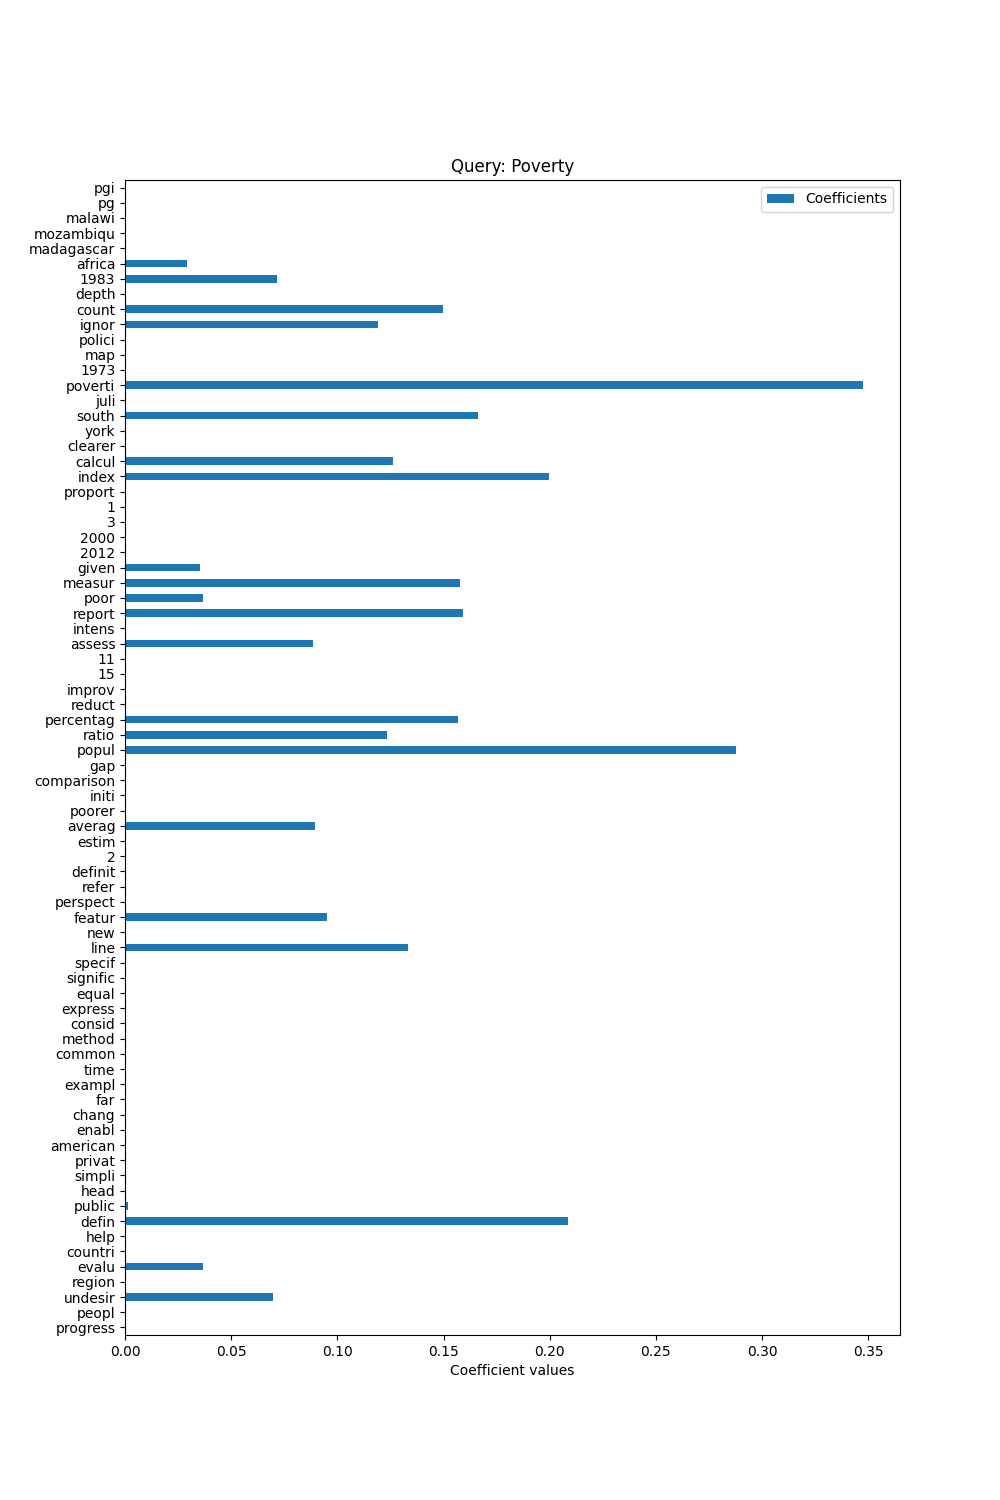 Query: Poverty
Coefficients
pgi
pg
malawi
mozambiqu
madagascar
africa
1983
depth
count
ignor
polici
map
1973
poverti
juli
south
york
clearer
calcul
index
proport
1
3
2000
2012
given
measur
poor
report
intens
assess
11
15
improv
reduct
percentag
ratio
popul
gap
comparison
initi
poorer
averag
estim
2
definit
refer
perspect
featur
new
line
specif
signific
equal
express
consid
method
common
time
exampl
far
chang
enabl
american
privat
simpli
head
public
defin
help
countri
evalu
region
undesir
peopl
progress
0.00 0.05 0.10 0.15 0.20 0.25 0.30 0.35
Coefficient values